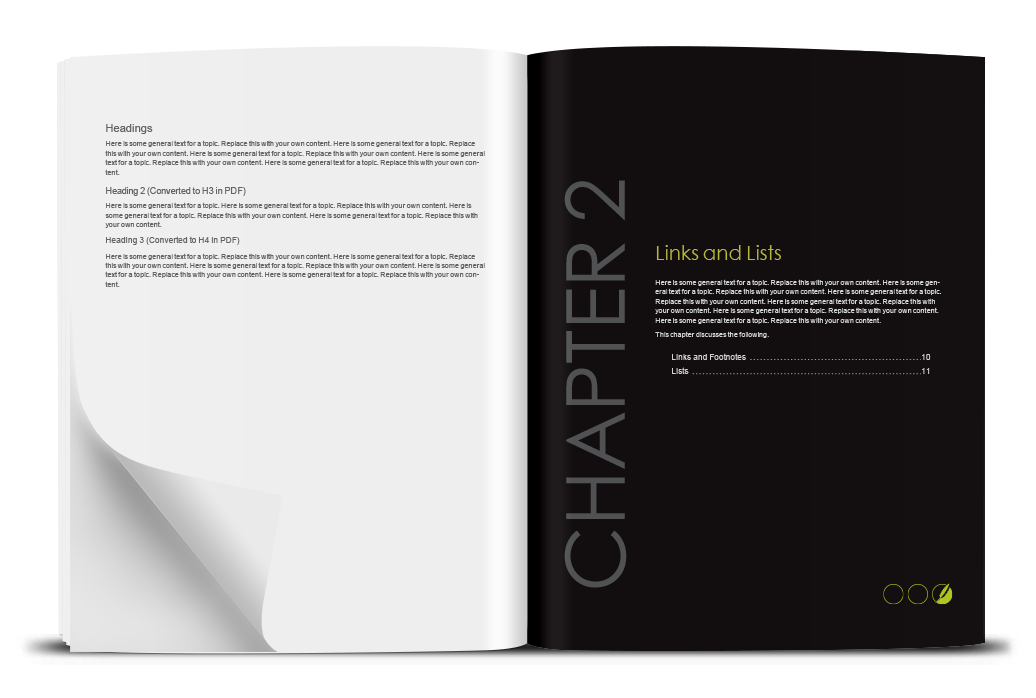 Headings
Here is some general text for a topic. Replace this with your own content. Here is some general text for a topic. Replace
this with your own content. Here is some general text for a topic. Replace this with your own content. Here is some general
text for a topic. Replace this with your own content. Here is some general text for a topic. Replace this with your own con-
tent.
Heading 2 (Converted to H3 in PDF)
Here is some general text for a topic. Replace this with your own content. Here is some general text for a topic. Replace this with your own content. Here is
some general text for a topic. Replace this with your own content. Here is some general text for a topic. Replace this with
your own content.
Heading 3 (Converted to H4 in PDF)
Here is some general text for a topic. Replace this with your own content. Here is some general text for a topic. Replace
this with your own content. Here is some general text for a topic. Replace this with your own content. Here is some general
text for a topic. Replace this with your own content. Here is some general text for a topic. Replace this with your own con-
tent.
CHAPTER 2
Links and Lists
Here is some general text for a topic. Replace this with your own content. Here is some gen-
eral text for a topic. Replace this with your own content. Here is some general text for a topic.
Replace this with your own content. Here is some general text for a topic. Replace this with
your own content. Here is some general text for a topic. Replace this with your own content.
Here is some general text for a topic. Replace this with your own content.
This chapter discusses the following.
Links and Footnotes ..........................................................10
Lists ..............................................................................11